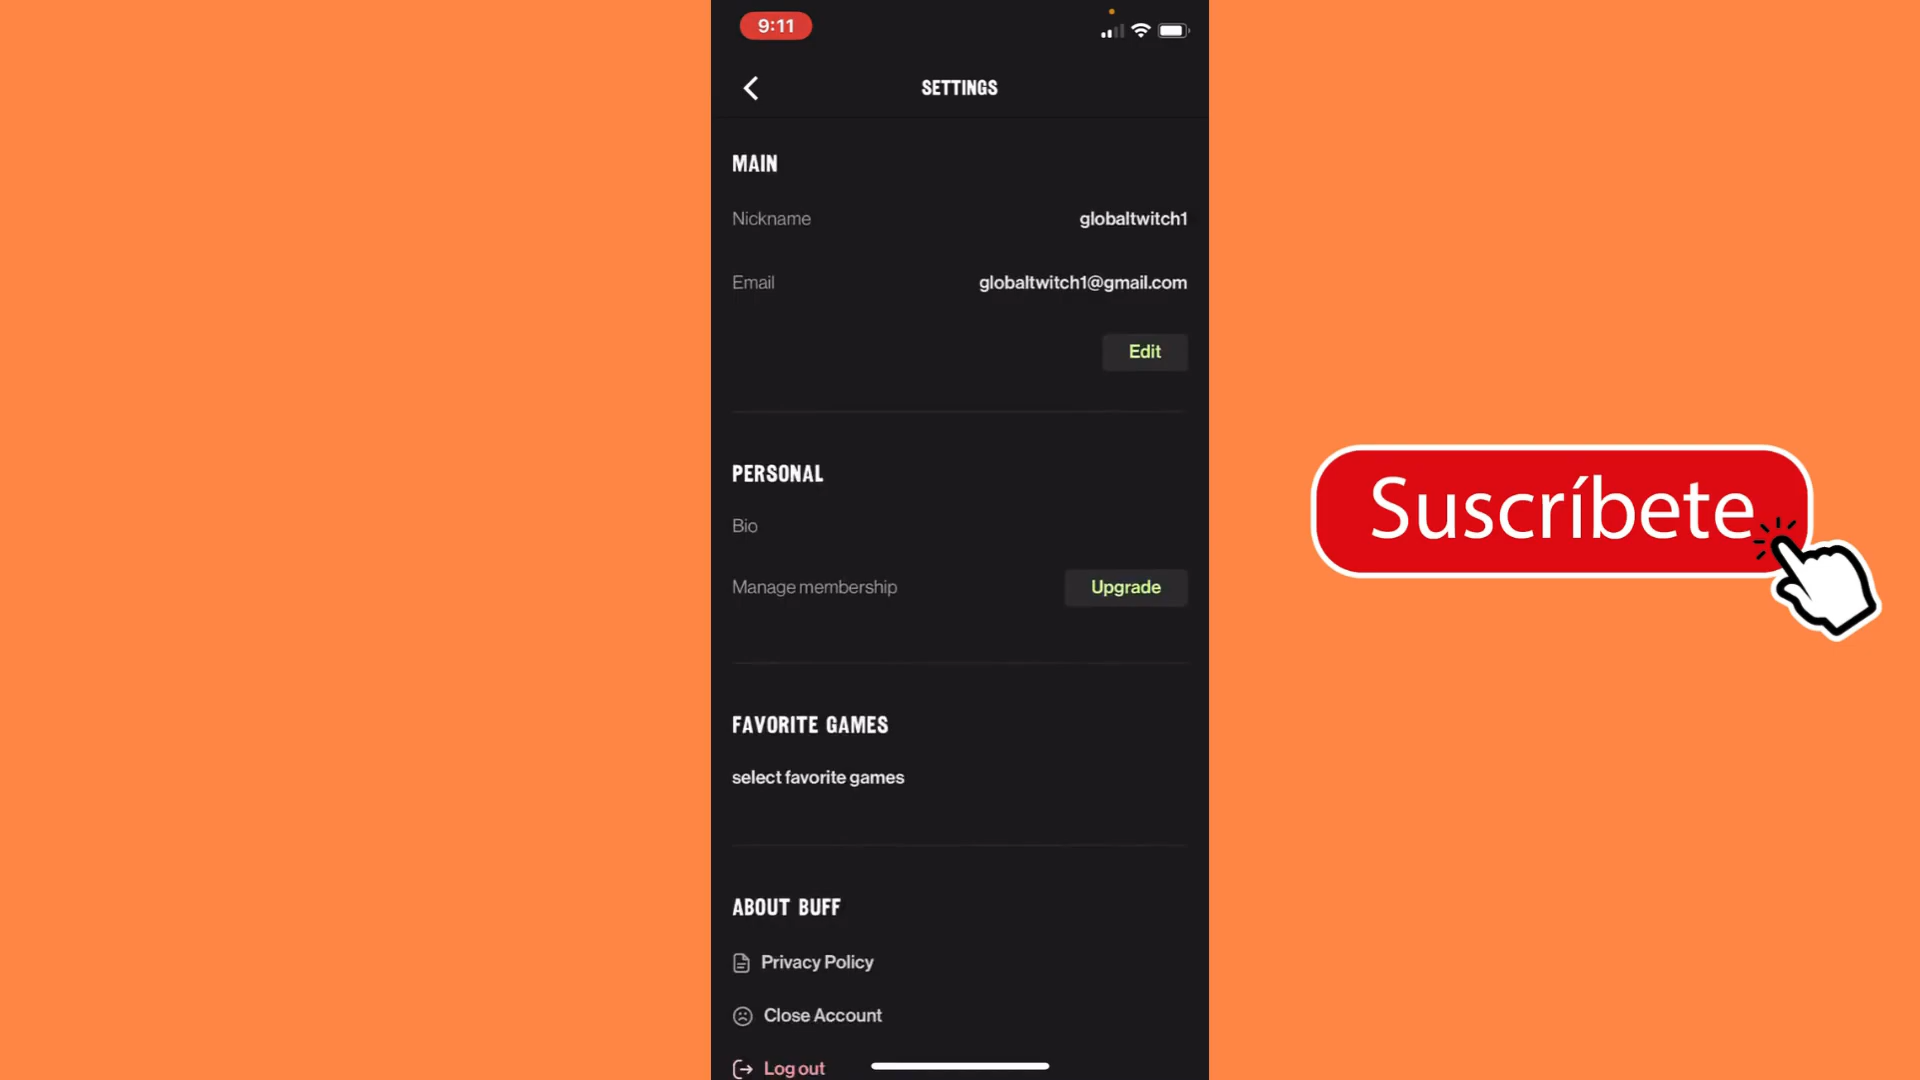 9:11
SETTINGS
MAIN
Nickname globaltwitch1
Email globaltwitch1@gmail.com
Edit
PERSONAL
Bio
Manage membership Upgrade
FAVORITE GAMES
select favorite games
ABOUT BUFF
Privacy Policy
Close Account
Log out
Suscríbete